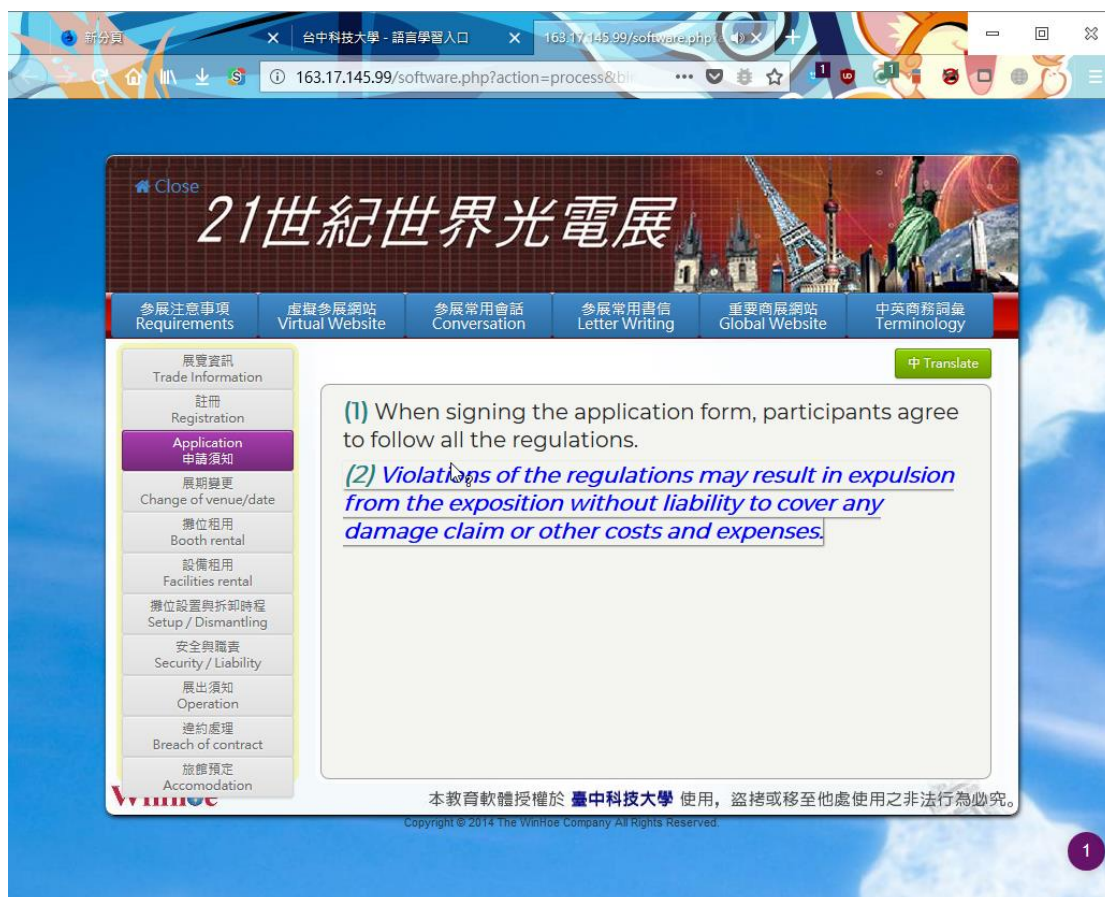 新分頁
台中科技大學 - 語言學習入口
163.17.145.99/software.php
163.17.145.99/software.php?action=process&bi
1
1
Close
21世紀世界光電展
參展注意事項
Requirements
虛擬參展網站
Virtual Website
參展常用會話
Conversation
參展常用書信
Letter Writing
重要商展網站
Global Website
中英商務詞彙
Terminology
展覽資訊
Trade Information
註冊
Registration
Application
申請須知
展期變更
Change of venue/date
攤位租用
Booth rental
設備租用
Facilities rental
攤位設置與拆卸時程
Setup / Dismantling
安全與職責
Security / Liability
展出須知
Operation
違約處理
Breach of contract
旅館預定
Accomodation
中 Translate
(1) When signing the application form, participants agree
to follow all the regulations.
(2) Violations of the regulations may result in expulsion
from the exposition without liability to cover any
damage claim or other costs and expenses.
WinHoe
本教育軟體授權於 臺中科技大學 使用，盜拷或移至他處使用之非法行為必究。
Copyright © 2014 The WinHoe Company All Rights Reserved.
1